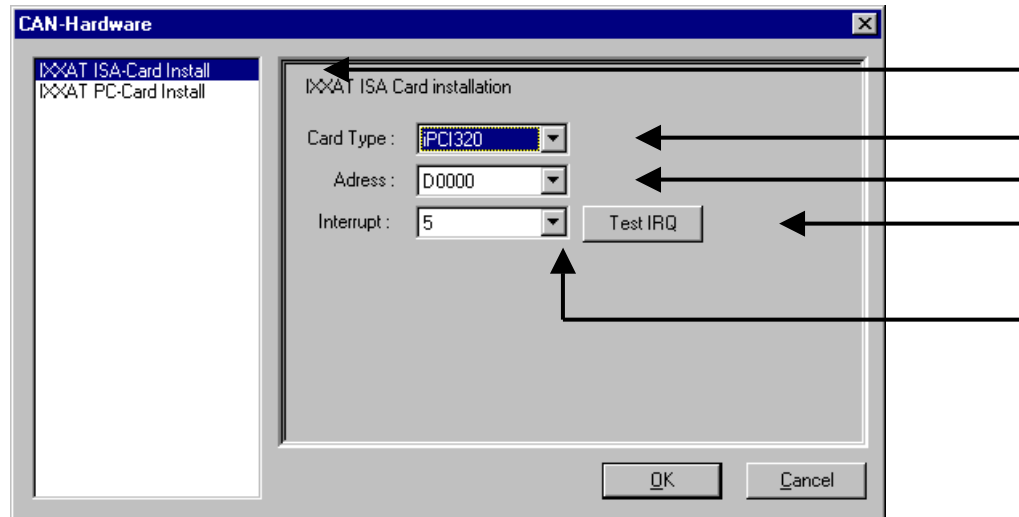 CAN-Hardware
IXXAT ISA-Card Install
IXXAT PC-Card Install
IXXAT ISA Card installation
Card Type : iPCI320
Adress : D0000
Interrupt : 5 Test IRQ
OK Cancel